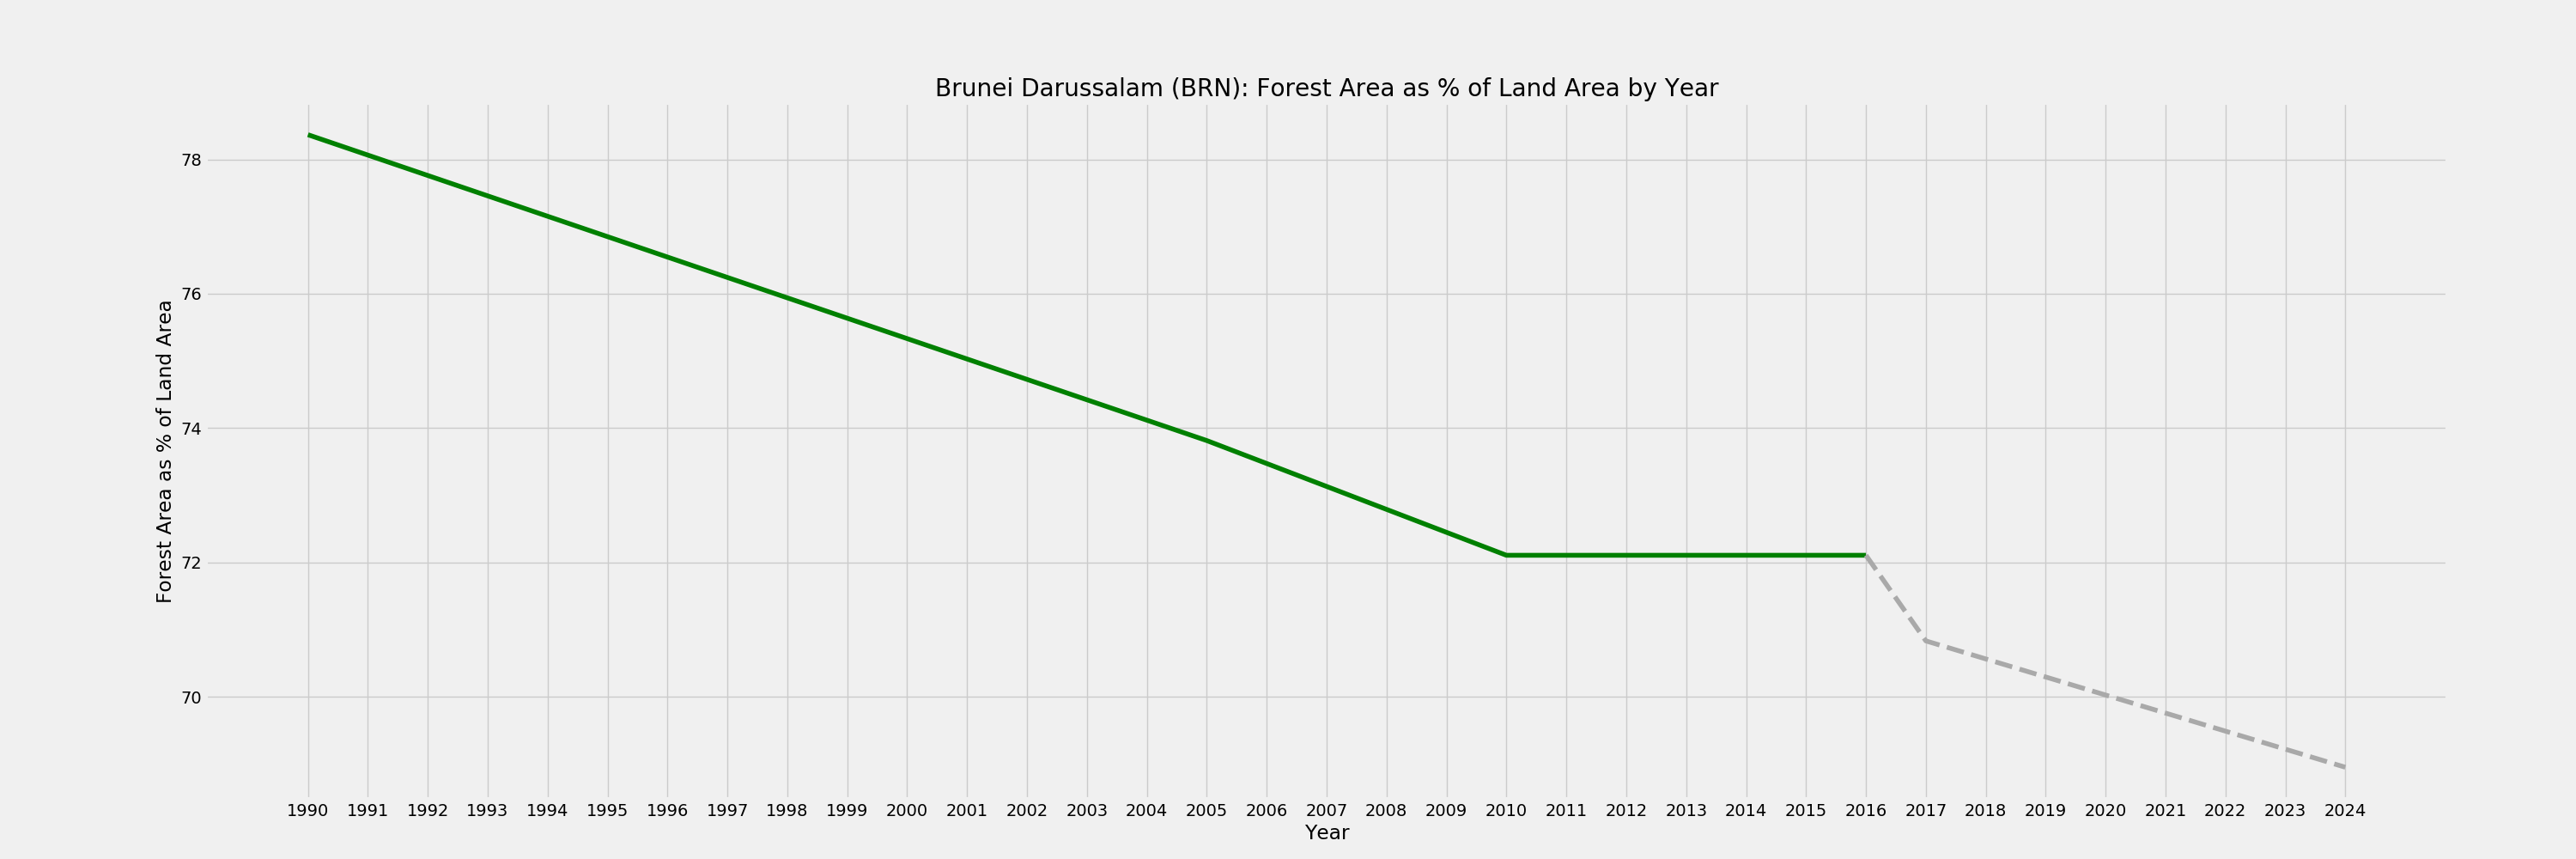 Brunei Darussalam (BRN): Forest Area as % of Land Area by Year
Forest Area as % of Land Area
78
76
74
72
70
1990 1991 1992 1993 1994 1995 1996 1997 1998 1999 2000 2001 2002 2003 2004 2005 2006 2007 2008 2009 2010 2011 2012 2013 2014 2015 2016 2017 2018 2019 2020 2021 2022 2023 2024
Year